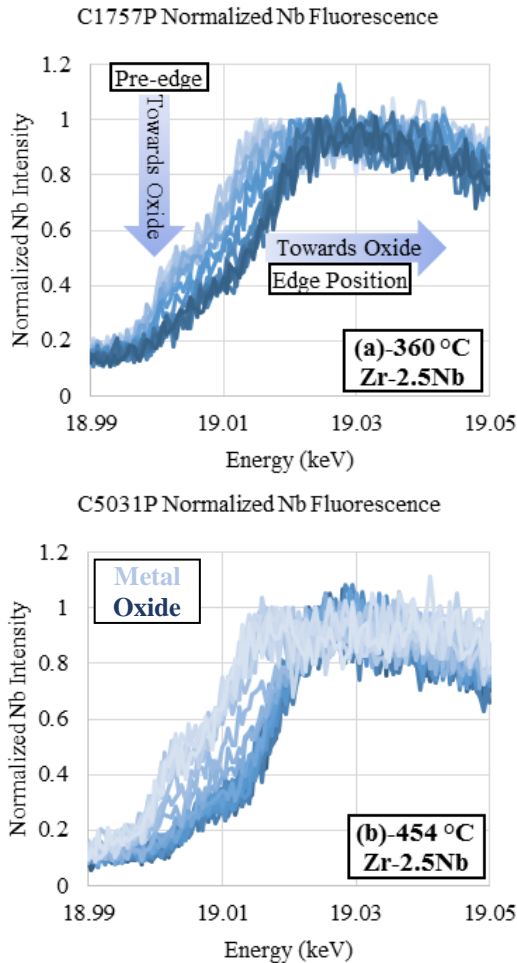 C1757P Normalized Nb Fluorescence
1.2
Pre-edge
Towards Oxide
1
0.8
0.6
0.4
0.2
0
Normalized Nb Intensity
Towards Oxide
Edge Position
(a)-360 °C
Zr-2.5Nb
18.99 19.01 19.03 19.05
Energy (keV)
C5031P Normalized Nb Fluorescence
1.2
Metal
Oxide
1
0.8
0.6
0.4
0.2
0
Normalized Nb Intensity
(b)-454 °C
Zr-2.5Nb
18.99 19.01 19.03 19.05
Energy (keV)